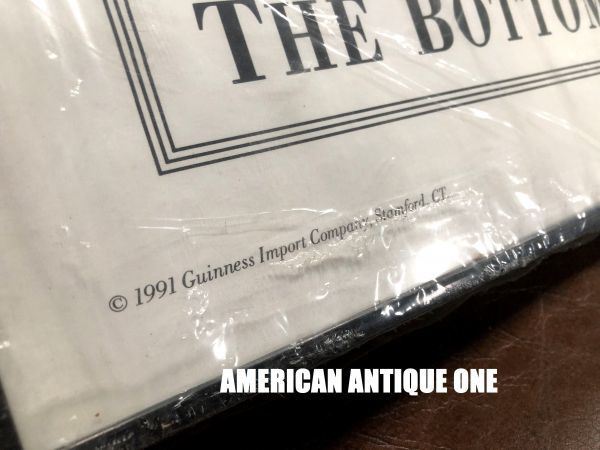 THE BOTTOM
© 1991 Guinness Import Company, Stamford, CT.
AMERICAN ANTIQUE ONE